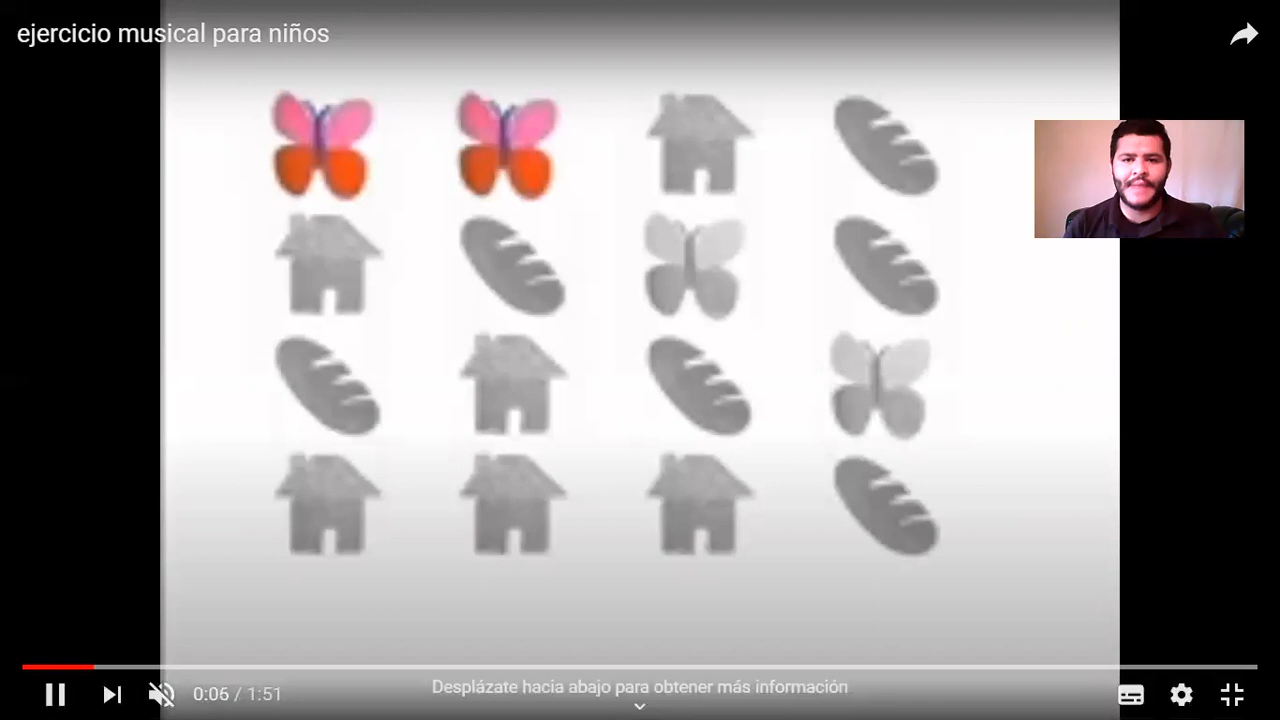 ejercicio musical para niños
0:06 / 1:51
Desplázate hacia abajo para obtener más información